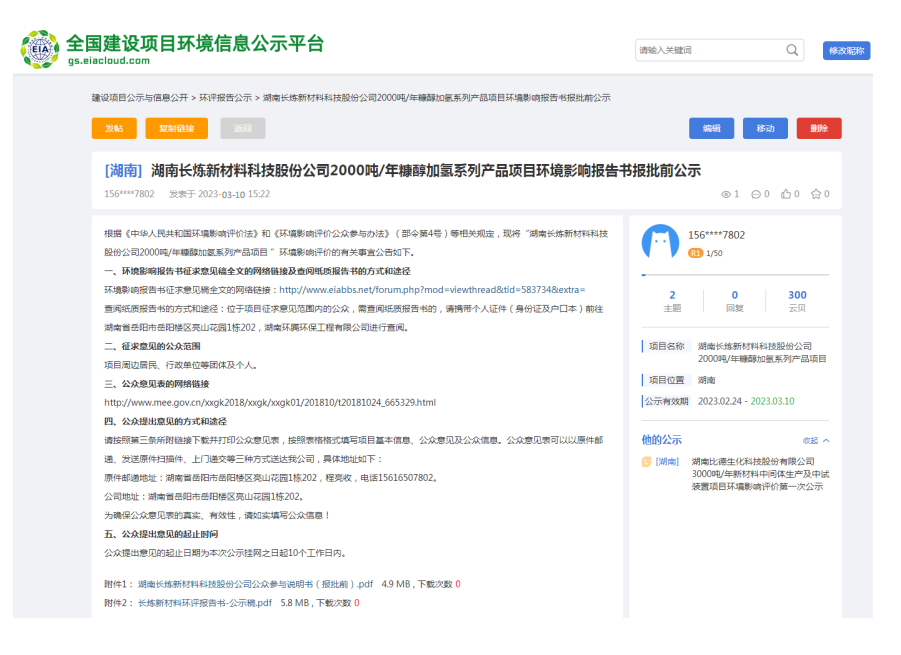 EIA
全国建设项目环境信息公示平台
gs.eiacloud.com
请输入关键词
修改昵称
建设项目公示与信息公开 > 环评报告公示 > 湖南长炼新材料科技股份公司2000吨/年糠醇加氢系列产品项目环境影响报告书报批前公示
发帖
复制链接
返回
编辑
移动
删除
[湖南] 湖南长炼新材料科技股份公司2000吨/年糠醇加氢系列产品项目环境影响报告书报批前公示
156****7802 发表于 2023-03-10 15:22
1 0 0 0
根据《中华人民共和国环境影响评价法》和《环境影响评价公众参与办法》（部令第4号）等相关规定，现将“湖南长炼新材料科技
股份公司2000吨/年糠醇加氢系列产品项目 ”环境影响评价的有关事宜公告如下。
一、环境影响报告书征求意见稿全文的网络链接及查阅纸质报告书的方式和途径
环境影响报告书征求意见稿全文的网络链接：http://www.eiabbs.net/forum.php?mod=viewthread&tid=583734&extra=
查阅纸质报告书的方式和途径：位于项目征求意见范围内的公众，需查阅纸质报告书的，请携带个人证件（身份证及户口本）前往
湖南省岳阳市岳阳楼区亮山花园1栋202，湖南环腾环保工程有限公司进行查阅。
二、征求意见的公众范围
项目周边居民、行政单位等团体及个人。
三、公众意见表的网络链接
http://www.mee.gov.cn/xxgk2018/xxgk/xxgk01/201810/t20181024_665329.html
四、公众提出意见的方式和途径
请按照第三条所附链接下载并打印公众意见表，按照表格格式填写项目基本信息、公众意见及公众信息。公众意见表可以以原件邮
递、发送原件扫描件、上门递交等三种方式送达我公司，具体地址如下：
原件邮递地址：湖南省岳阳市岳阳楼区亮山花园1栋202，程亮收，电话15616507802。
公司地址：湖南省岳阳市岳阳楼区亮山花园1栋202。
为确保公众意见表的真实、有效性，请如实填写公众信息！
五、公众提出意见的起止时间
公众提出意见的起止日期为本次公示挂网之日起10个工作日内。
附件1： 湖南长炼新材料科技股份公司公众参与说明书（报批前）.pdf 4.9 MB，下载次数 0
附件2： 长炼新材料环评报告书-公示稿.pdf 5.8 MB，下载次数 0
156****7802
R1 1/50
2 0 300
主题 回复 云贝
项目名称 湖南长炼新材料科技股份公司
2000吨/年糠醇加氢系列产品项目
项目位置 湖南
公示有效期 2023.02.24 - 2023.03.10
他的公示 收起
[湖南] 湖南比德生化科技股份有限公司
3000吨/年新材料中间体生产及中试
装置项目环境影响评价第一次公示